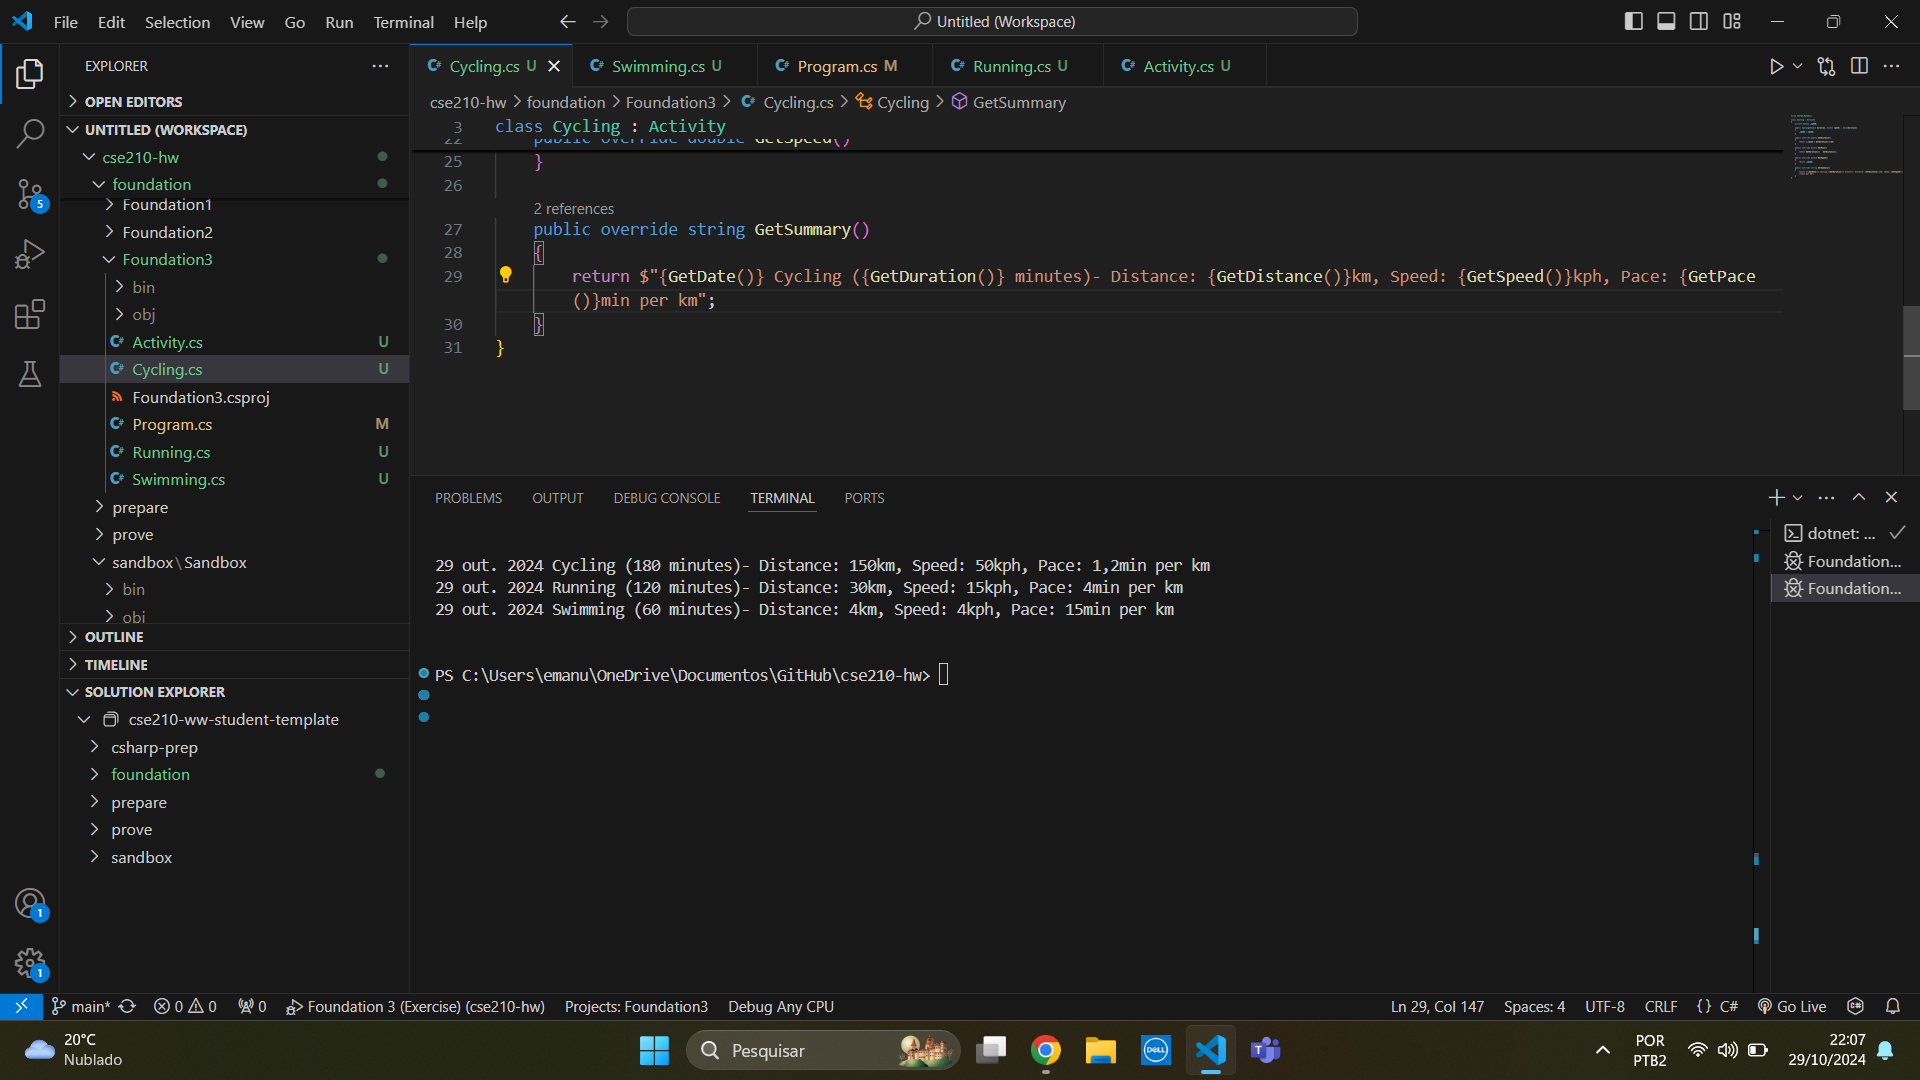 File Edit Selection View Go Run Terminal Help
Untitled (Workspace)
EXPLORER
OPEN EDITORS
UNTITLED (WORKSPACE)
cse210-hw
foundation
Foundation1
Foundation2
Foundation3
bin
obj
Activity.cs U
Cycling.cs U
Foundation3.csproj
Program.cs M
Running.cs U
Swimming.cs U
prepare
prove
sandbox\Sandbox
bin
obj
OUTLINE
TIMELINE
SOLUTION EXPLORER
cse210-ww-student-template
csharp-prep
foundation
prepare
prove
sandbox
5
1
1
Cycling.cs U
Swimming.cs U
Program.cs M
Running.cs U
Activity.cs U
cse210-hw > foundation > Foundation3 > Cycling.cs > Cycling > GetSummary
3 class Cycling : Activity
22 public override double GetSpeed()
25 }
26
2 references
27 public override string GetSummary()
28 {
29 return $"{GetDate()} Cycling ({GetDuration()} minutes)- Distance: {GetDistance()}km, Speed: {GetSpeed()}kph, Pace: {GetPace
()}min per km";
30 }
31 }
PROBLEMS OUTPUT DEBUG CONSOLE TERMINAL PORTS
29 out. 2024 Cycling (180 minutes)- Distance: 150km, Speed: 50kph, Pace: 1,2min per km
29 out. 2024 Running (120 minutes)- Distance: 30km, Speed: 15kph, Pace: 4min per km
29 out. 2024 Swimming (60 minutes)- Distance: 4km, Speed: 4kph, Pace: 15min per km
PS C:\Users\emanu\OneDrive\Documentos\GitHub\cse210-hw>
dotnet: ...
Foundation...
Foundation...
main* 0 0 0 Foundation 3 (Exercise) (cse210-hw) Projects: Foundation3 Debug Any CPU
Ln 29, Col 147 Spaces: 4 UTF-8 CRLF {} C# Go Live
20°C
Nublado
Pesquisar
DELL
POR
PTB2
22:07
29/10/2024